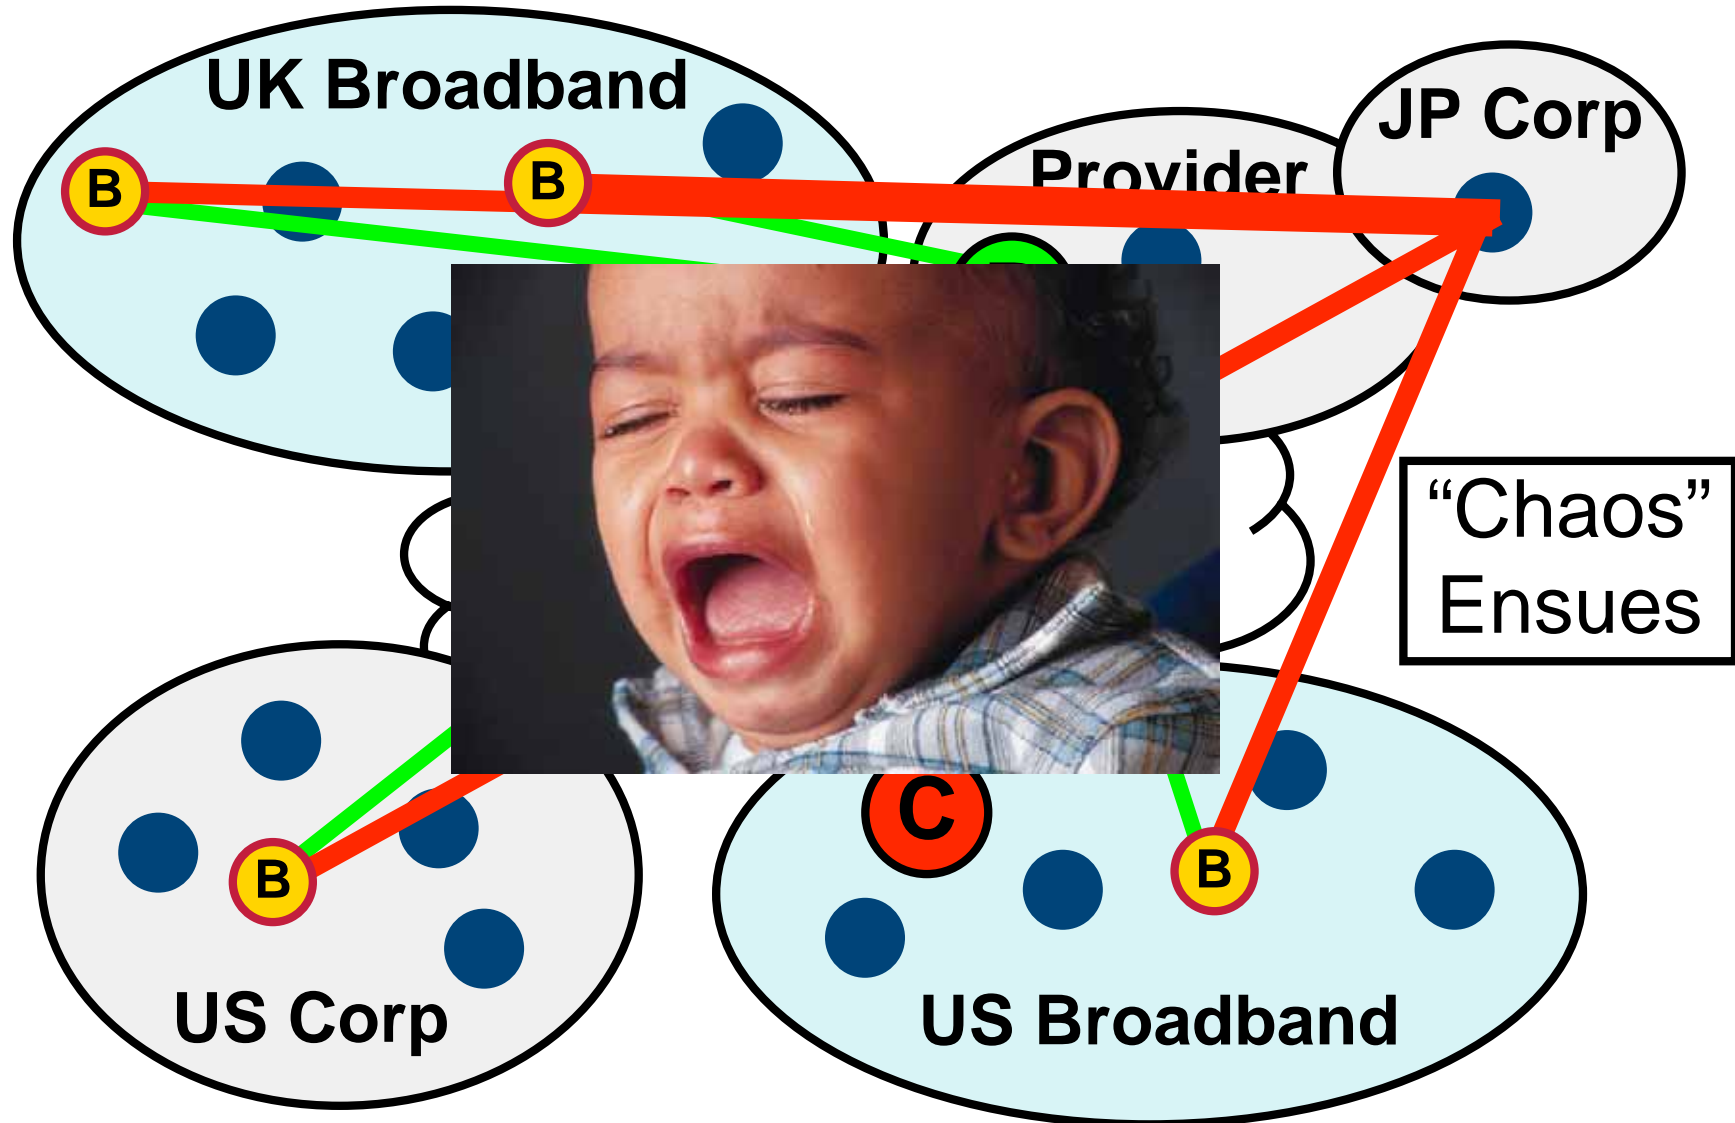 UK Broadband
JP Corp
Provider
B
B
“Chaos”
Ensues
C
B
B
US Corp
US Broadband